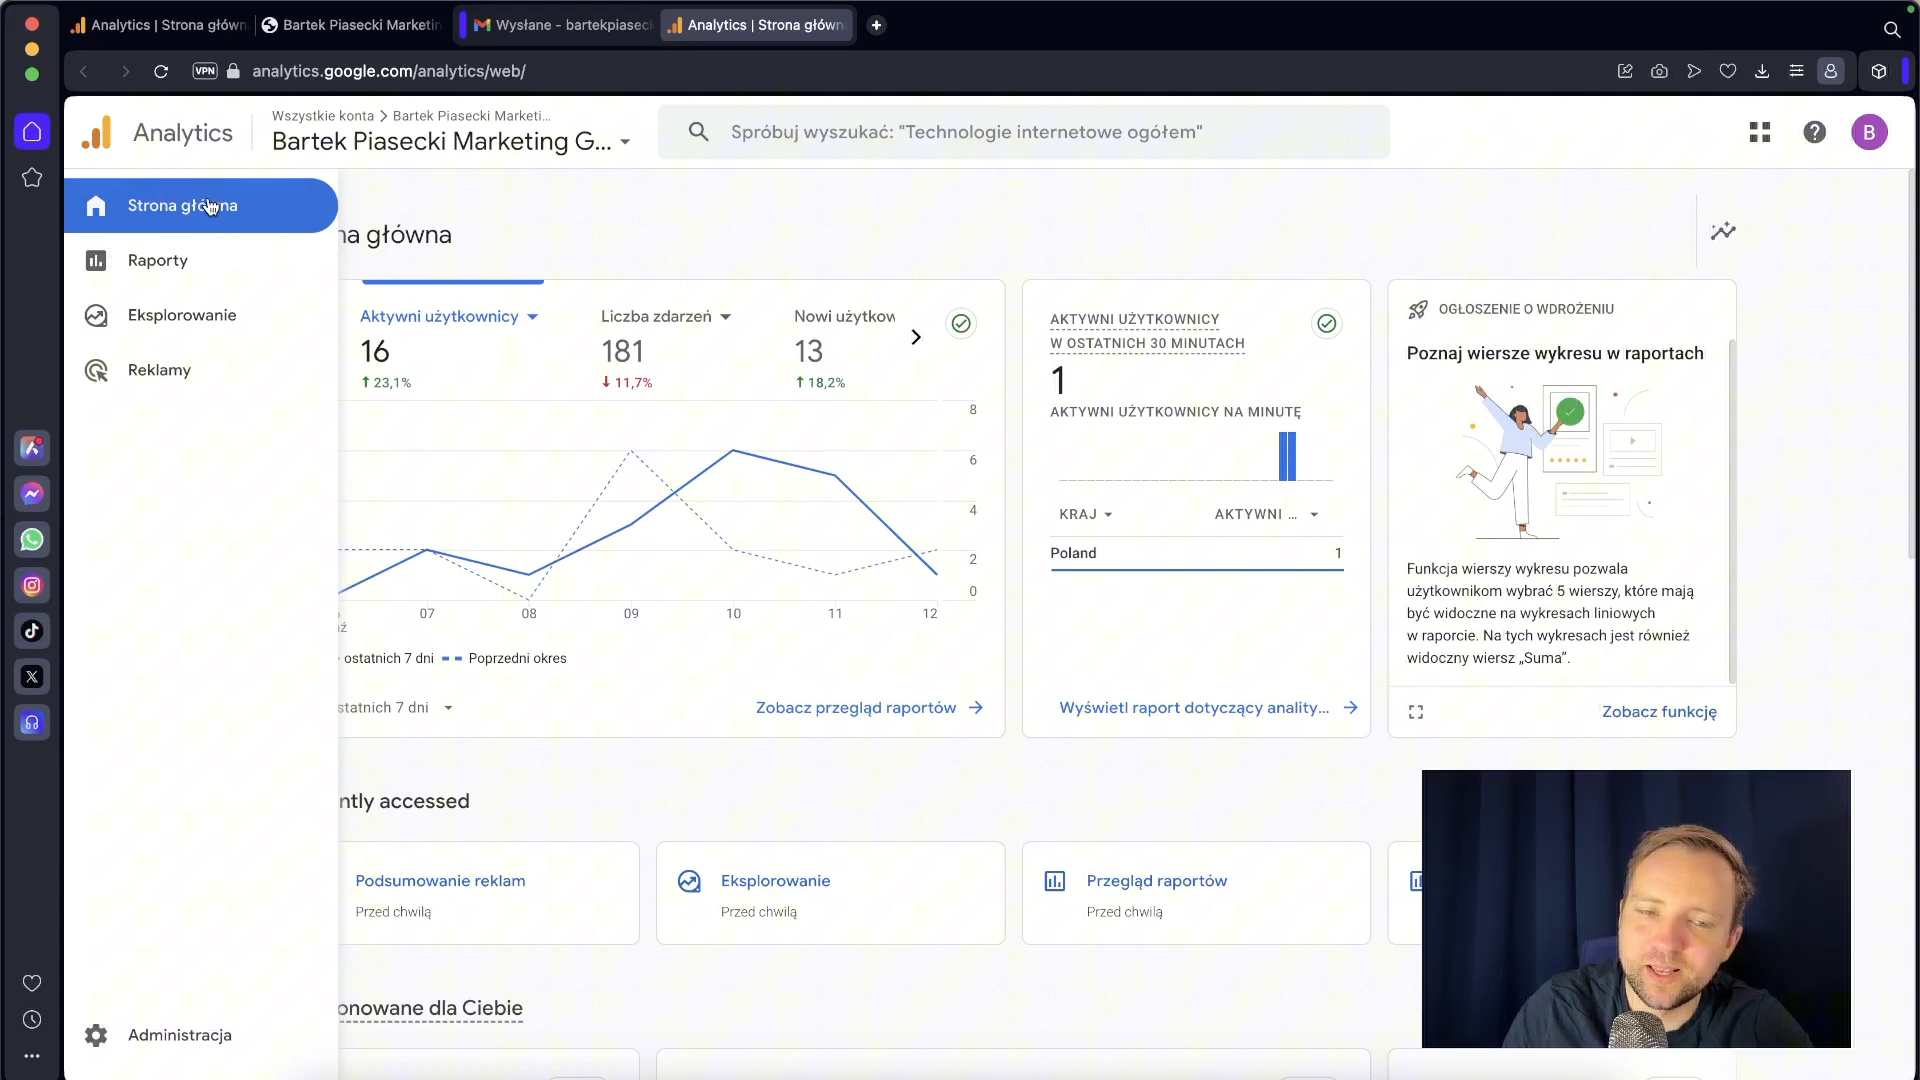 Analytics | Strona główn
Bartek Piasecki Marketin
Wysłane - bartekpiaseck
Analytics | Strona główn
VPN
analytics.google.com/analytics/web/
Analytics
Wszystkie konta > Bartek Piasecki Marketi...
Bartek Piasecki Marketing G...
Spróbuj wyszukać: "Technologie internetowe ogółem"
B
Strona główna
Raporty
Eksplorowanie
Reklamy
Administracja
na główna
Aktywni użytkownicy
16
23,1%
Liczba zdarzeń
181
11,7%
Nowi użytkow
13
18,2%
8
6
4
2
0
07
08
09
10
11
12
ostatnich 7 dni
Poprzedni okres
statnich 7 dni
Zobacz przegląd raportów
AKTYWNI UŻYTKOWNICY
W OSTATNICH 30 MINUTACH
1
AKTYWNI UŻYTKOWNICY NA MINUTĘ
KRAJ
AKTYWNI ...
Poland
1
Wyświetl raport dotyczący anality...
OGŁOSZENIE O WDROŻENIU
Poznaj wiersze wykresu w raportach
Funkcja wierszy wykresu pozwala
użytkownikom wybrać 5 wierszy, które mają
być widoczne na wykresach liniowych
w raporcie. Na tych wykresach jest również
widoczny wiersz „Suma”.
Zobacz funkcję
ntly accessed
Podsumowanie reklam
Przed chwilą
Eksplorowanie
Przed chwilą
Przegląd raportów
Przed chwilą
onowane dla Ciebie